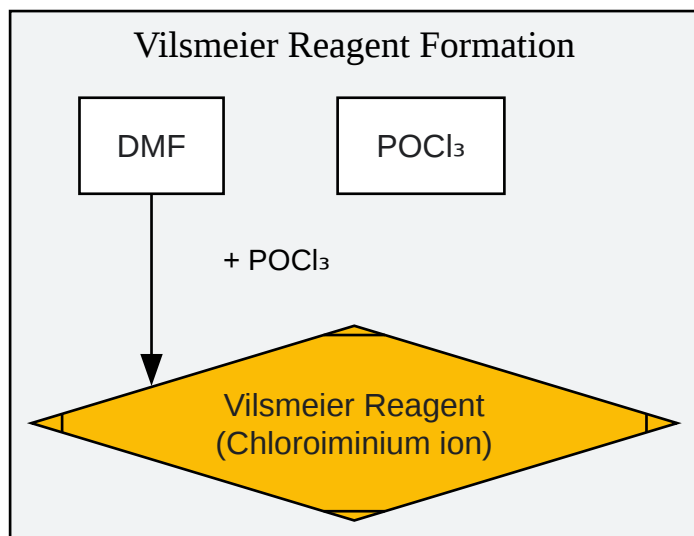 Vilsmeier Reagent Formation
DMF
POCl₃
+ POCl₃
Vilsmeier Reagent
(Chloroiminium ion)